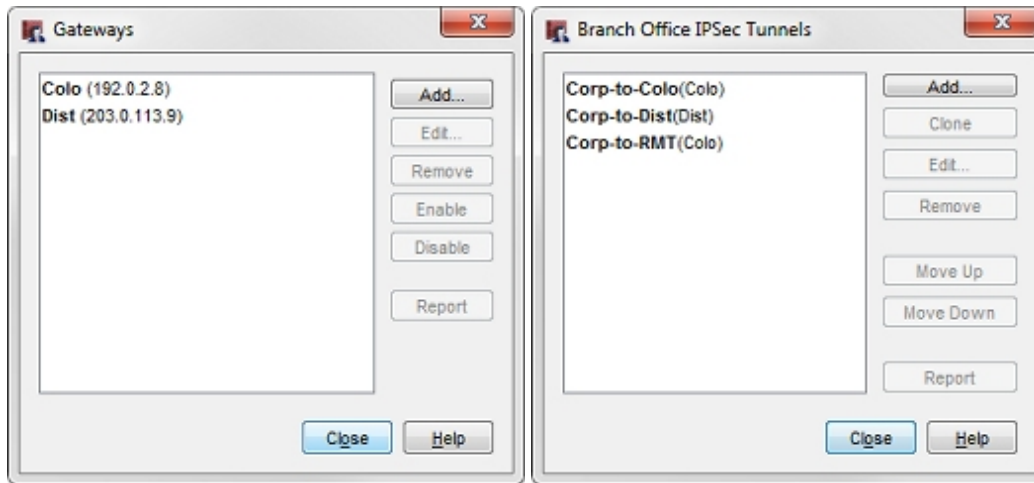 Gateways
Colo (192.0.2.8)
Dist (203.0.113.9)
Add...
Edit...
Remove
Enable
Disable
Report
Close
Help
Branch Office IPSec Tunnels
Corp-to-Colo(Colo)
Corp-to-Dist(Dist)
Corp-to-RMT(Colo)
Add...
Clone
Edit...
Remove
Move Up
Move Down
Report
Close
Help